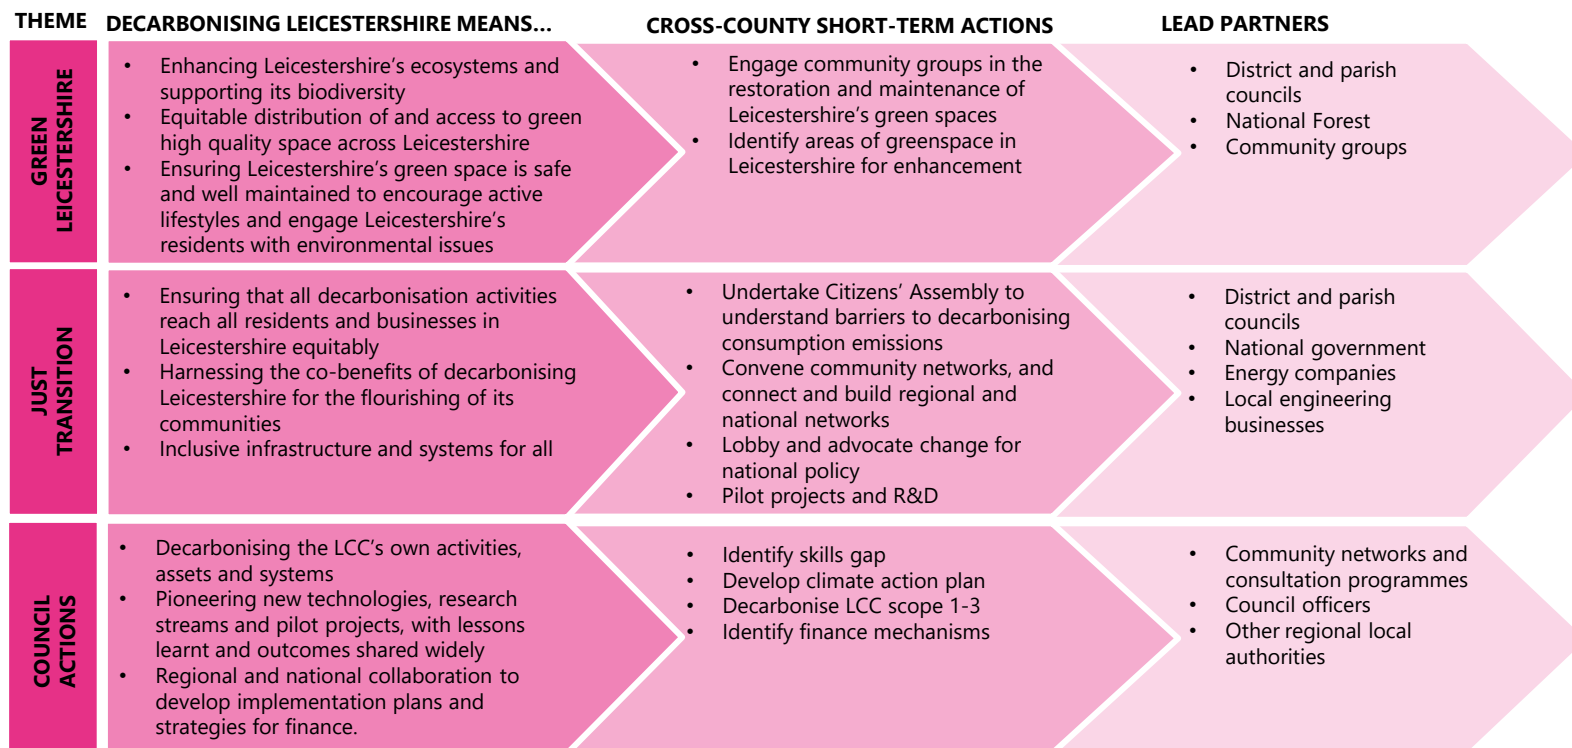 THEME
DECARBONISING LEICESTERSHIRE MEANS...
CROSS-COUNTY SHORT-TERM ACTIONS
LEAD PARTNERS
GREEN
LEICESTERSHIRE
• Enhancing Leicestershire's ecosystems and
supporting its biodiversity
• Equitable distribution of and access to green
high quality space across Leicestershire
• Ensuring Leicestershire's green space is safe
and well maintained to encourage active
lifestyles and engage Leicestershire's
residents with environmental issues
• Engage community groups in the
restoration and maintenance of
Leicestershire's green spaces
• Identify areas of greenspace in
Leicestershire for enhancement
• District and parish
councils
• National Forest
• Community groups
JUST
TRANSITION
• Ensuring that all decarbonisation activities
reach all residents and businesses in
Leicestershire equitably
• Harnessing the co-benefits of decarbonising
Leicestershire for the flourishing of its
communities
• Inclusive infrastructure and systems for all
• Undertake Citizens' Assembly to
understand barriers to decarbonising
consumption emissions
• Convene community networks, and
connect and build regional and
national networks
• Lobby and advocate change for
national policy
• Pilot projects and R&D
• District and parish
councils
• National government
• Energy companies
• Local engineering
businesses
COUNCIL
ACTIONS
• Decarbonising the LCC's own activities,
assets and systems
• Pioneering new technologies, research
streams and pilot projects, with lessons
learnt and outcomes shared widely
• Regional and national collaboration to
develop implementation plans and
strategies for finance.
• Identify skills gap
• Develop climate action plan
• Decarbonise LCC scope 1-3
• Identify finance mechanisms
• Community networks and
consultation programmes
• Council officers
• Other regional local
authorities